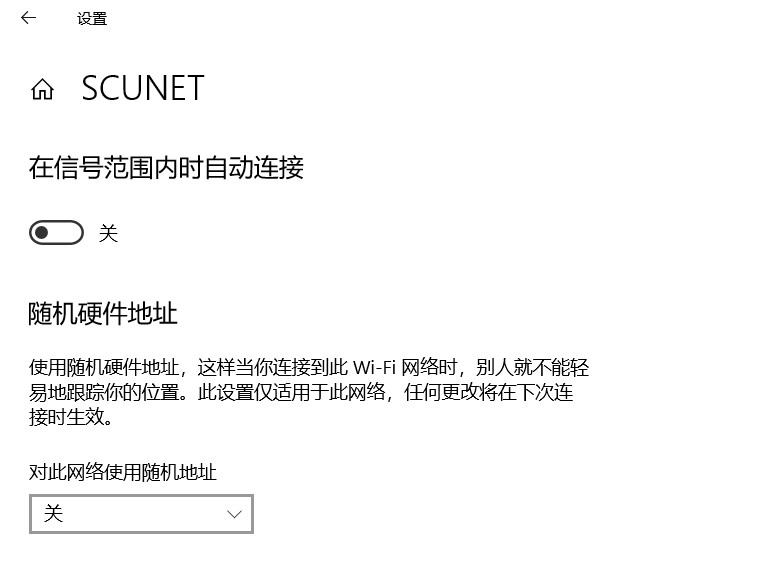 设置
SCUNET
在信号范围内时自动连接
关
随机硬件地址
使用随机硬件地址，这样当你连接到此 Wi-Fi 网络时，别人就不能轻
易地跟踪你的位置。此设置仅适用于此网络，任何更改将在下次连
接时生效。
对此网络使用随机地址
关